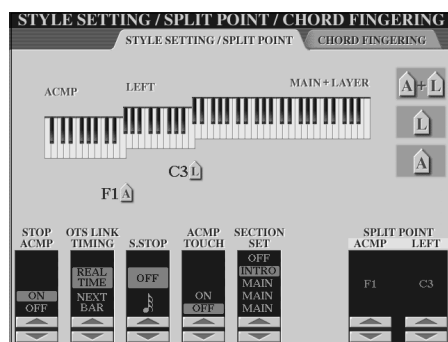 STYLE SETTING / SPLIT POINT / CHORD FINGERING
STYLE SETTING / SPLIT POINT
CHORD FINGERING
ACMP
LEFT
MAIN + LAYER
A + L
L
A
C3 L
F1 A
STOP ACMP
ON
OFF
OTS LINK TIMING
REAL TIME
NEXT BAR
S.STOP
OFF
ACMP TOUCH
ON
OFF
SECTION SET
OFF
INTRO
MAIN
MAIN
MAIN
SPLIT POINT
ACMP LEFT
F1 C3